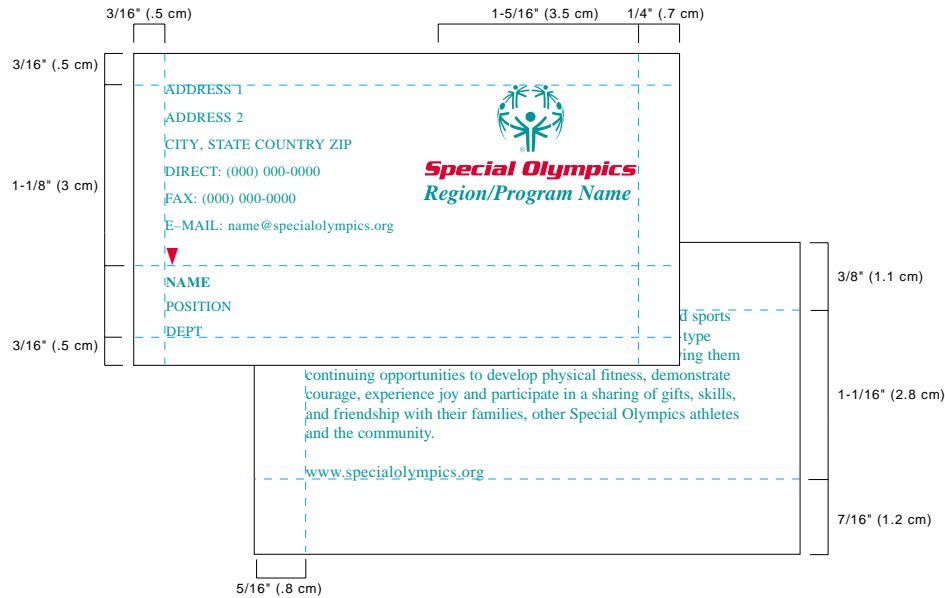 3/16" (.5 cm)
1-5/16" (3.5 cm)
1/4" (.7 cm)
3/16" (.5 cm)
1-1/8" (3 cm)
3/16" (.5 cm)
ADDRESS 1
ADDRESS 2
CITY, STATE COUNTRY ZIP
DIRECT: (000) 000-0000
FAX: (000) 000-0000
E–MAIL: name@specialolympics.org
®
Special Olympics
Region/Program Name
NAME
POSITION
DEPT
3/8" (1.1 cm)
1-1/16" (2.8 cm)
7/16" (1.2 cm)
sports
-type
them
continuing opportunities to develop physical fitness, demonstrate
courage, experience joy and participate in a sharing of gifts, skills,
and friendship with their families, other Special Olympics athletes
and the community.
www.specialolympics.org
5/16" (.8 cm)